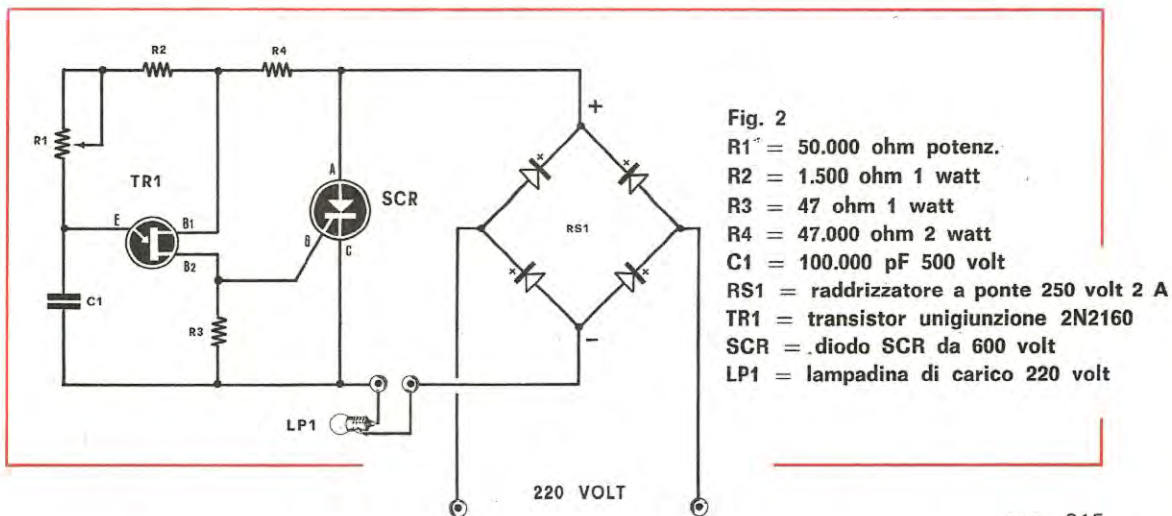 R2
R4
R1
TR1
E
B1
B2
A
SCR
G
C
C1
R3
LP1
+
RS1
−
220 VOLT
Fig. 2
R1 = 50.000 ohm potenz.
R2 = 1.500 ohm 1 watt
R3 = 47 ohm 1 watt
R4 = 47.000 ohm 2 watt
C1 = 100.000 pF 500 volt
RS1 = raddrizzatore a ponte 250 volt 2 A
TR1 = transistor unigiunzione 2N2160
SCR = diodo SCR da 600 volt
LP1 = lampadina di carico 220 volt